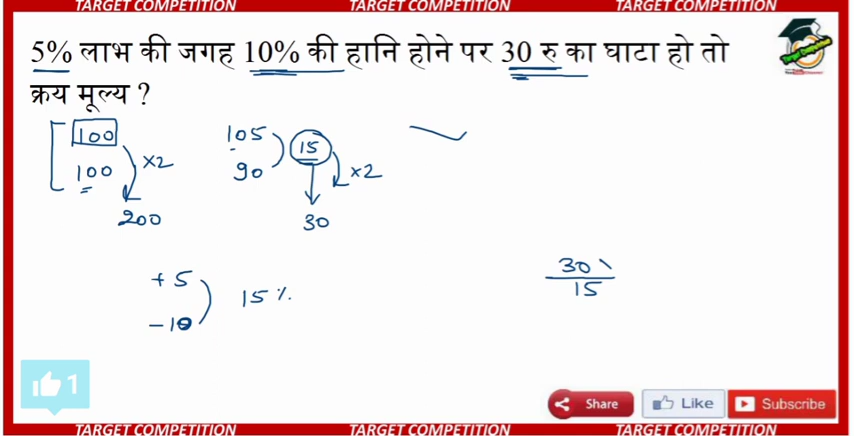 TARGET COMPETITION TARGET COMPETITION TARGET COMPETITION
5% लाभ की जगह 10% की हानि होने पर 30 रु का घाटा हो तो
क्रय मूल्य ?
100 105 15
100 ×2 90 ×2
200 30
+5 15% 30
-10 15
1
Share Like Subscribe
TARGET COMPETITION TARGET COMPETITION TARGET COMPETITION